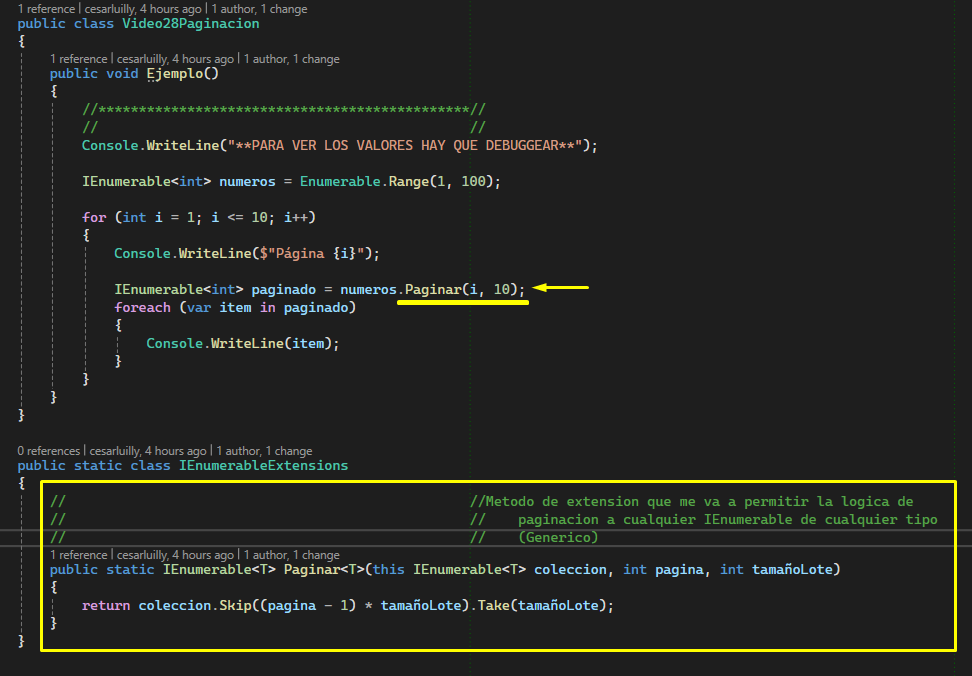 1 reference | cesarluilly, 4 hours ago | 1 author, 1 change
public class Video28Paginacion
{
1 reference | cesarluilly, 4 hours ago | 1 author, 1 change
public void Ejemplo()
{
//**********************************************//
// //
Console.WriteLine("**PARA VER LOS VALORES HAY QUE DEBUGGEAR**");
IEnumerable<int> numeros = Enumerable.Range(1, 100);
for (int i = 1; i <= 10; i++)
{
Console.WriteLine($"Página {i}");
IEnumerable<int> paginado = numeros.Paginar(i, 10);
foreach (var item in paginado)
{
Console.WriteLine(item);
}
}
}
}
0 references | cesarluilly, 4 hours ago | 1 author, 1 change
public static class IEnumerableExtensions
{
// //Metodo de extension que me va a permitir la logica de
// // paginacion a cualquier IEnumerable de cualquier tipo
// // (Generico)
1 reference | cesarluilly, 4 hours ago | 1 author, 1 change
public static IEnumerable<T> Paginar<T>(this IEnumerable<T> coleccion, int pagina, int tamañoLote)
{
return coleccion.Skip((pagina - 1) * tamañoLote).Take(tamañoLote);
}
}